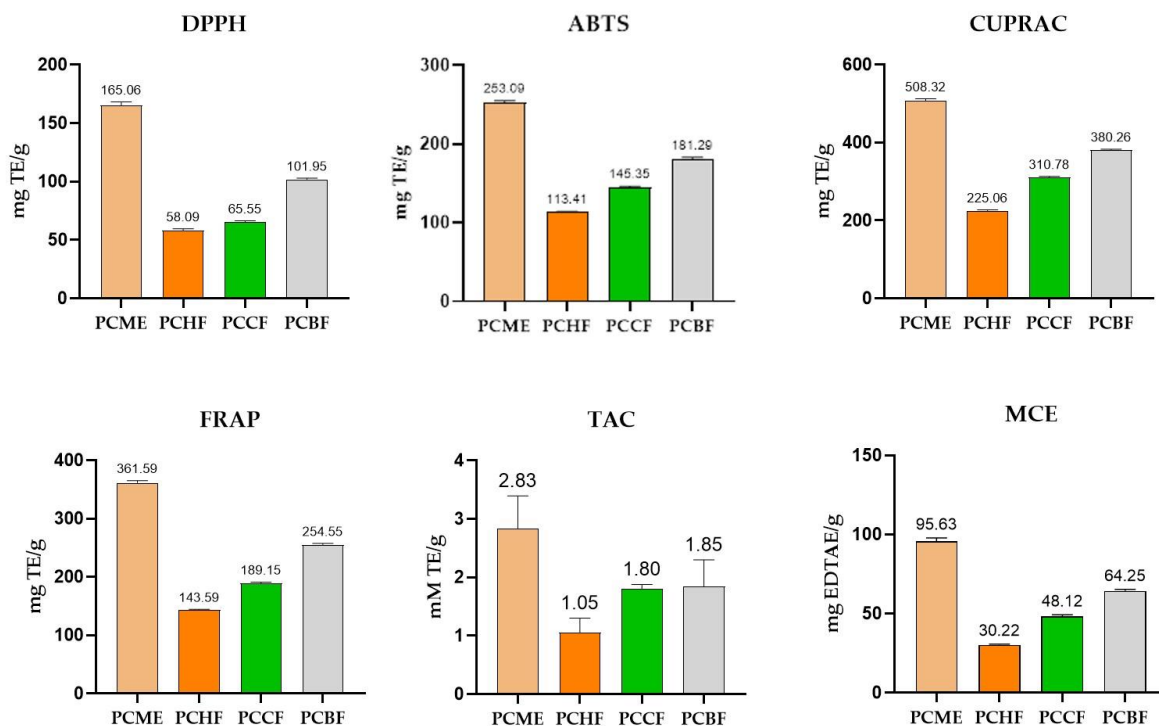 DPPH
mg TE/g
200
150
100
50
0
165.06
58.09
65.55
101.95
PCME PCHF PCCF PCBF
ABTS
mg TE/g
300
200
100
0
253.09
113.41
145.35
181.29
PCME PCHF PCCF PCBF
CUPRAC
mg TE/g
600
400
200
0
508.32
225.06
310.78
380.26
PCME PCHF PCCF PCBF
FRAP
mg TE/g
400
300
200
100
0
361.59
143.59
189.15
254.55
PCME PCHF PCCF PCBF
TAC
mM TE/g
4
3
2
1
0
2.83
1.05
1.80
1.85
PCME PCHF PCCF PCBF
MCE
mg EDTAE/g
150
100
50
0
95.63
30.22
48.12
64.25
PCME PCHF PCCF PCBF